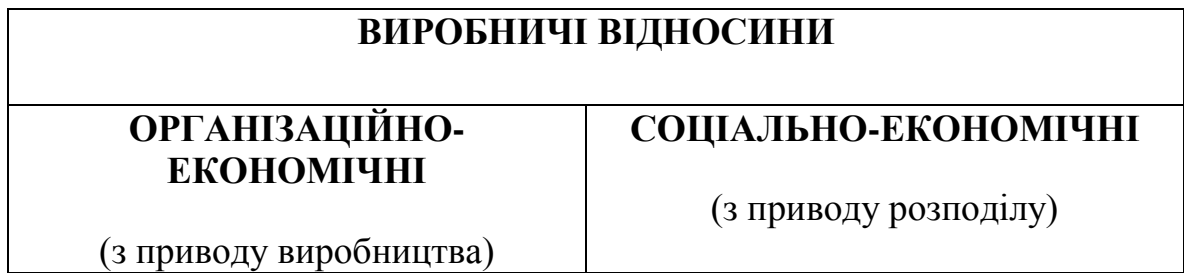 ВИРОБНИЧІ ВІДНОСИНИ
ОРГАНІЗАЦІЙНО-
ЕКОНОМІЧНІ
(з приводу виробництва)
СОЦІАЛЬНО-ЕКОНОМІЧНІ
(з приводу розподілу)